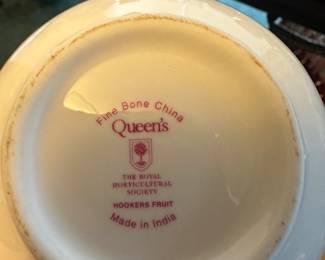 Fine Bone China
Queen's
THE ROYAL
HORTICULTURAL
SOCIETY
HOOKERS FRUIT
Made in India